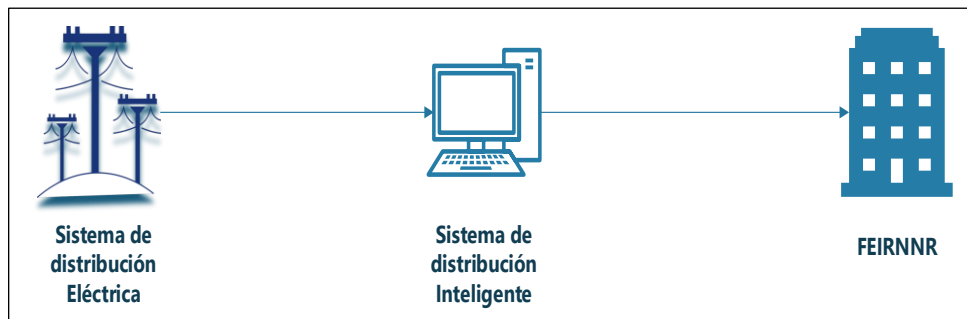 Sistema de
distribución
Eléctrica
Sistema de
distribución
Inteligente
FEIRNNR